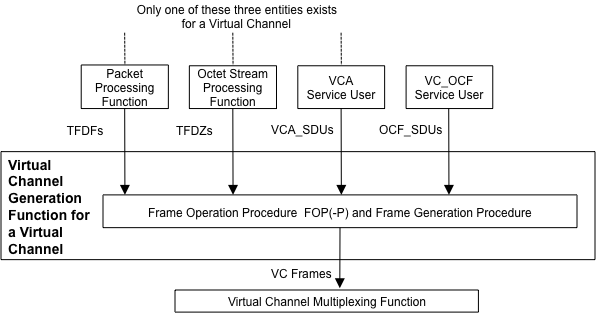 Only one of these three entities exists
for a Virtual Channel
Packet
Processing
Function
Octet Stream
Processing
Function
VCA
Service User
VC_OCF
Service User
TFDFs
TFDZs
VCA_SDUs
OCF_SDUs
Virtual
Channel
Generation
Function for
a Virtual
Channel
Frame Operation Procedure FOP(-P) and Frame Generation Procedure
VC Frames
Virtual Channel Multiplexing Function